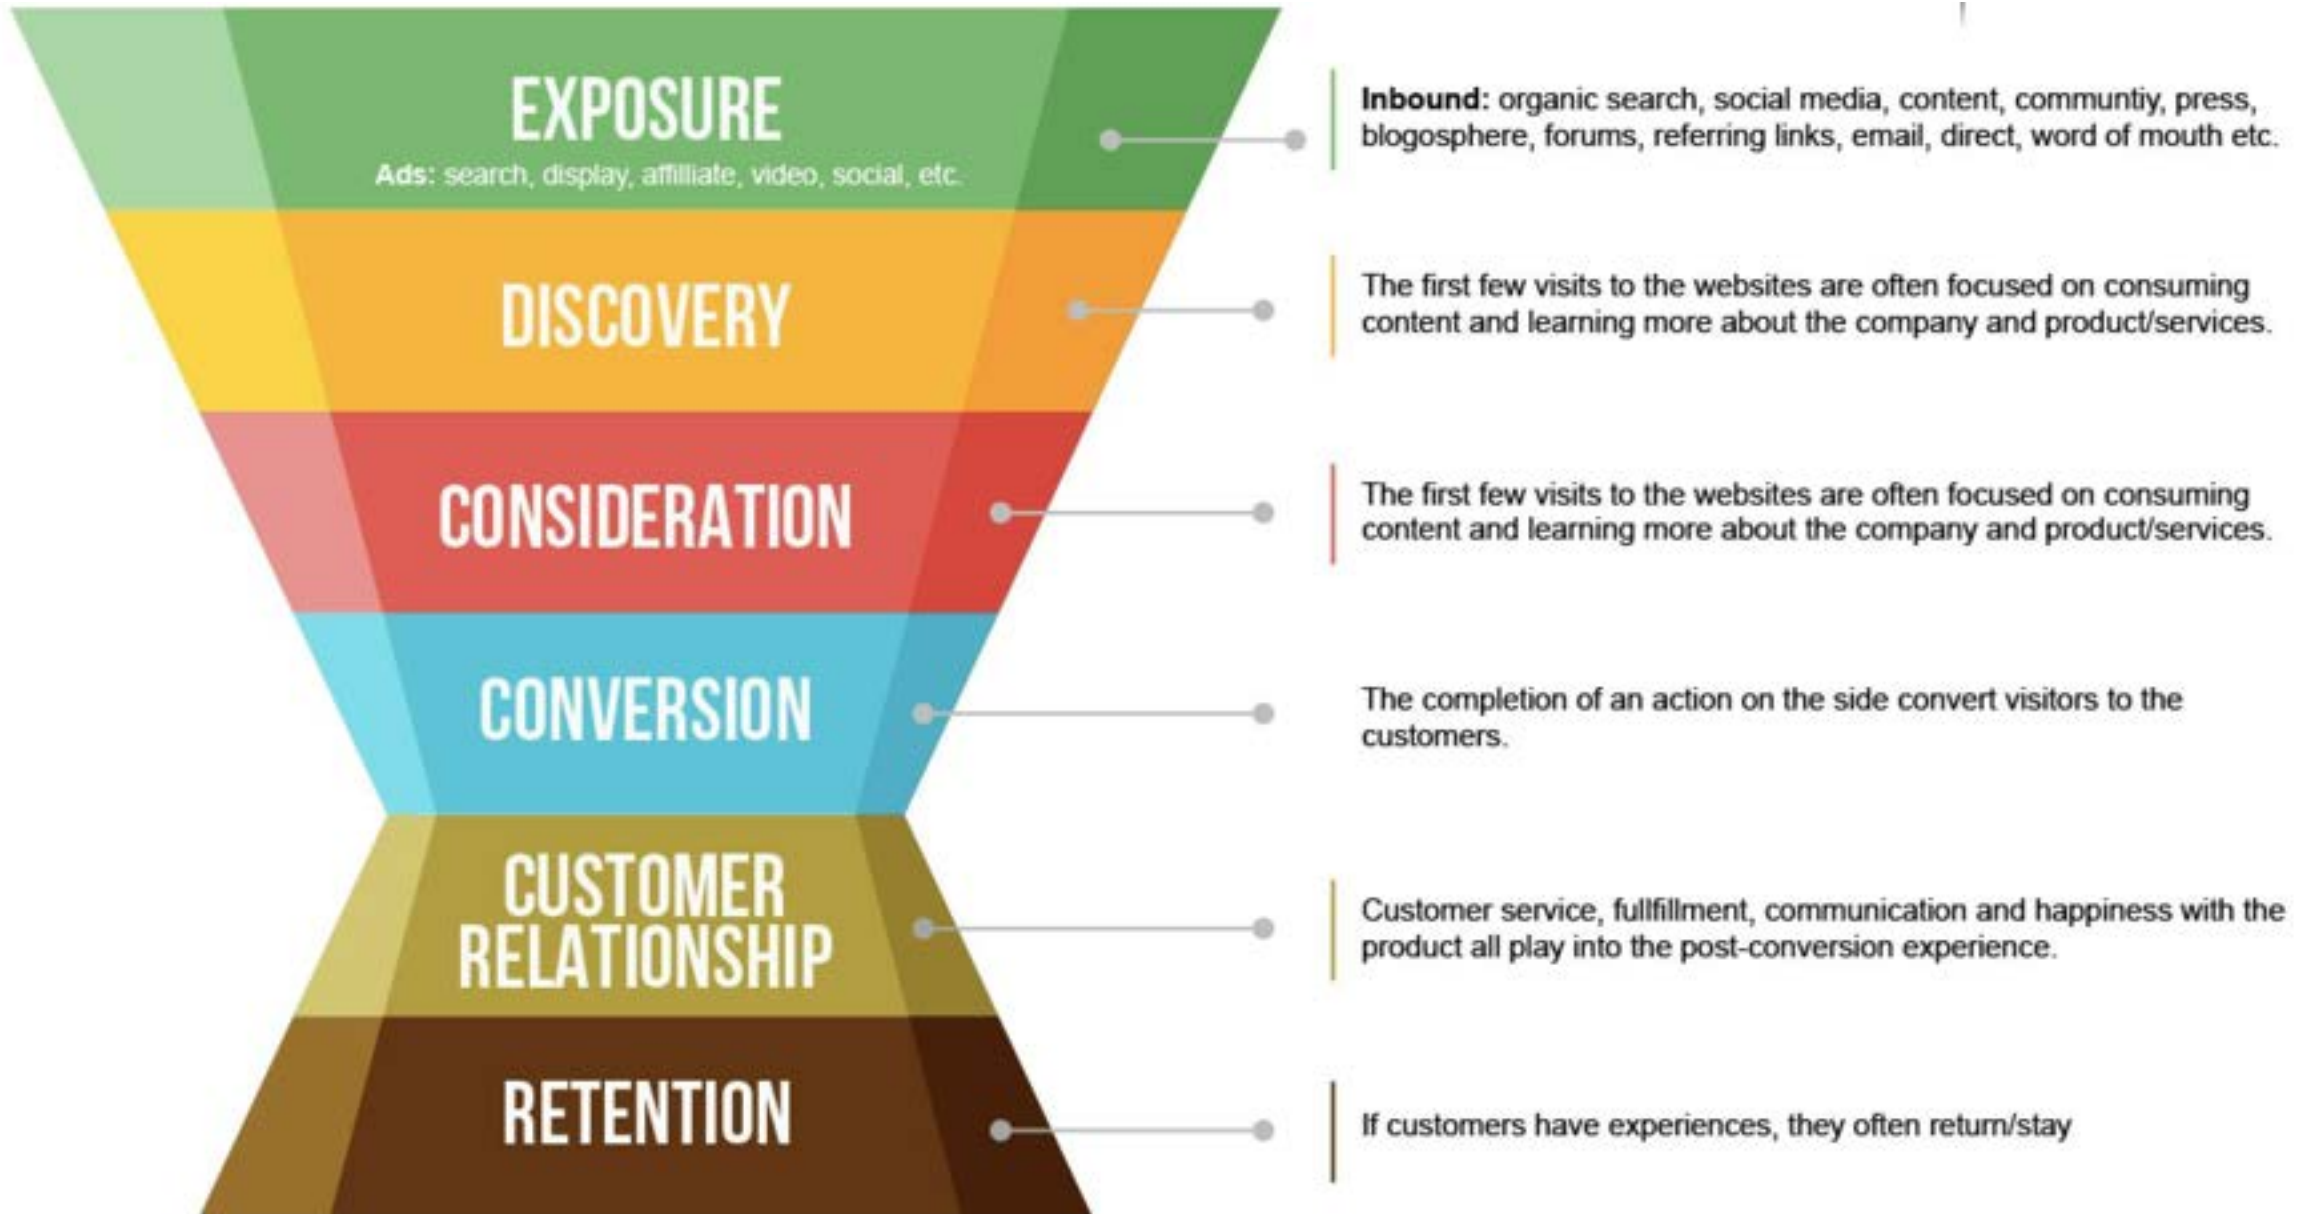 EXPOSURE
Ads: search, display, affilliate, video, social, etc.
Inbound: organic search, social media, content, communtiy, press,
blogosphere, forums, referring links, email, direct, word of mouth etc.
DISCOVERY
The first few visits to the websites are often focused on consuming
content and learning more about the company and product/services.
CONSIDERATION
The first few visits to the websites are often focused on consuming
content and learning more about the company and product/services.
CONVERSION
The completion of an action on the side convert visitors to the
customers.
CUSTOMER
RELATIONSHIP
Customer service, fullfillment, communication and happiness with the
product all play into the post-conversion experience.
RETENTION
If customers have experiences, they often return/stay